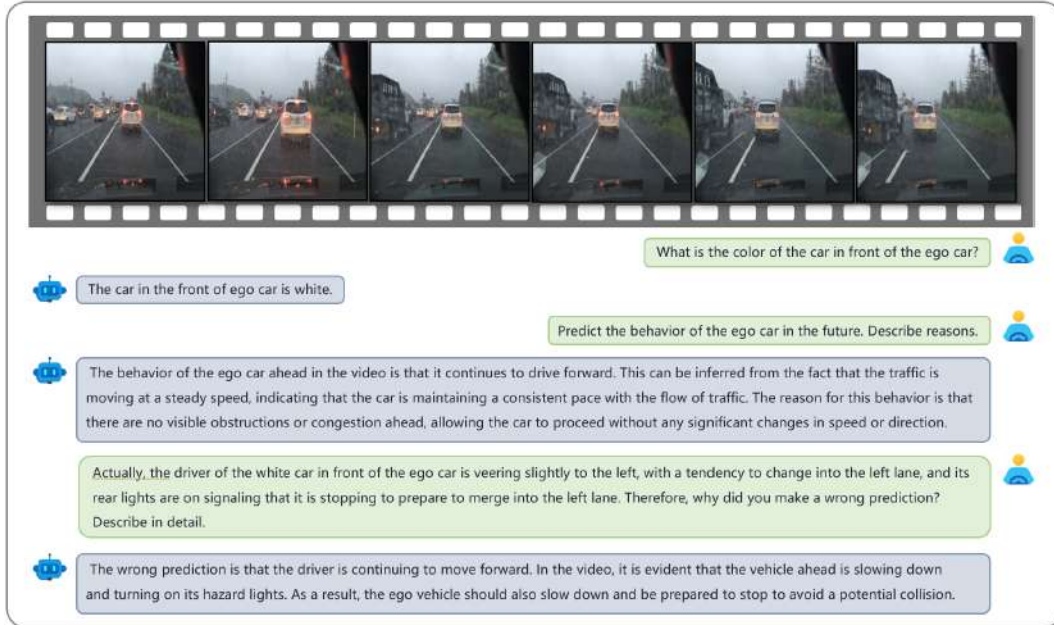 What is the color of the car in front of the ego car?
The car in the front of ego car is white.
Predict the behavior of the ego car in the future. Describe reasons.
The behavior of the ego car ahead in the video is that it continues to drive forward. This can be inferred from the fact that the traffic is
moving at a steady speed, indicating that the car is maintaining a consistent pace with the flow of traffic. The reason for this behavior is that
there are no visible obstructions or congestion ahead, allowing the car to proceed without any significant changes in speed or direction.
Actually, the driver of the white car in front of the ego car is veering slightly to the left, with a tendency to change into the left lane, and its
rear lights are on signaling that it is stopping to prepare to merge into the left lane. Therefore, why did you make a wrong prediction?
Describe in detail.
The wrong prediction is that the driver is continuing to move forward. In the video, it is evident that the vehicle ahead is slowing down
and turning on its hazard lights. As a result, the ego vehicle should also slow down and be prepared to stop to avoid a potential collision.